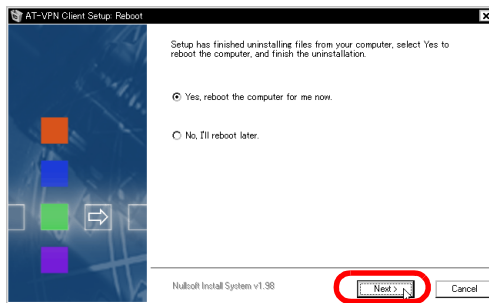 AT-VPN Client Setup: Reboot
Setup has finished uninstalling files from your computer, select Yes to
reboot the computer, and finish the uninstallation.
Yes, reboot the computer for me now.
No, I'll reboot later.
Nullsoft Install System v1.98
Next >
Cancel